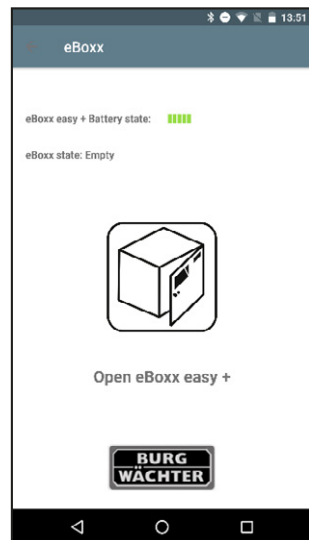 13:51
eBoxx
eBoxx easy + Battery state:
eBoxx state: Empty
Open eBoxx easy +
BURG
WÄCHTER